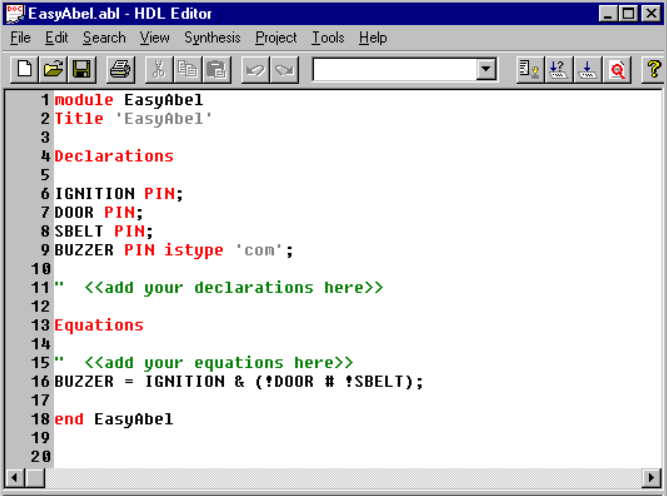 EasyAbel.abl - HDL Editor
File Edit Search View Synthesis Project Tools Help
1 module EasyAbel
2 Title 'EasyAbel'
3
4 Declarations
5
6 IGNITION PIN;
7 DOOR PIN;
8 SBELT PIN;
9 BUZZER PIN istype 'com';
10
11 " <<add your declarations here>>
12
13 Equations
14
15 " <<add your equations here>>
16 BUZZER = IGNITION & (!DOOR # !SBELT);
17
18 end EasyAbel
19
20